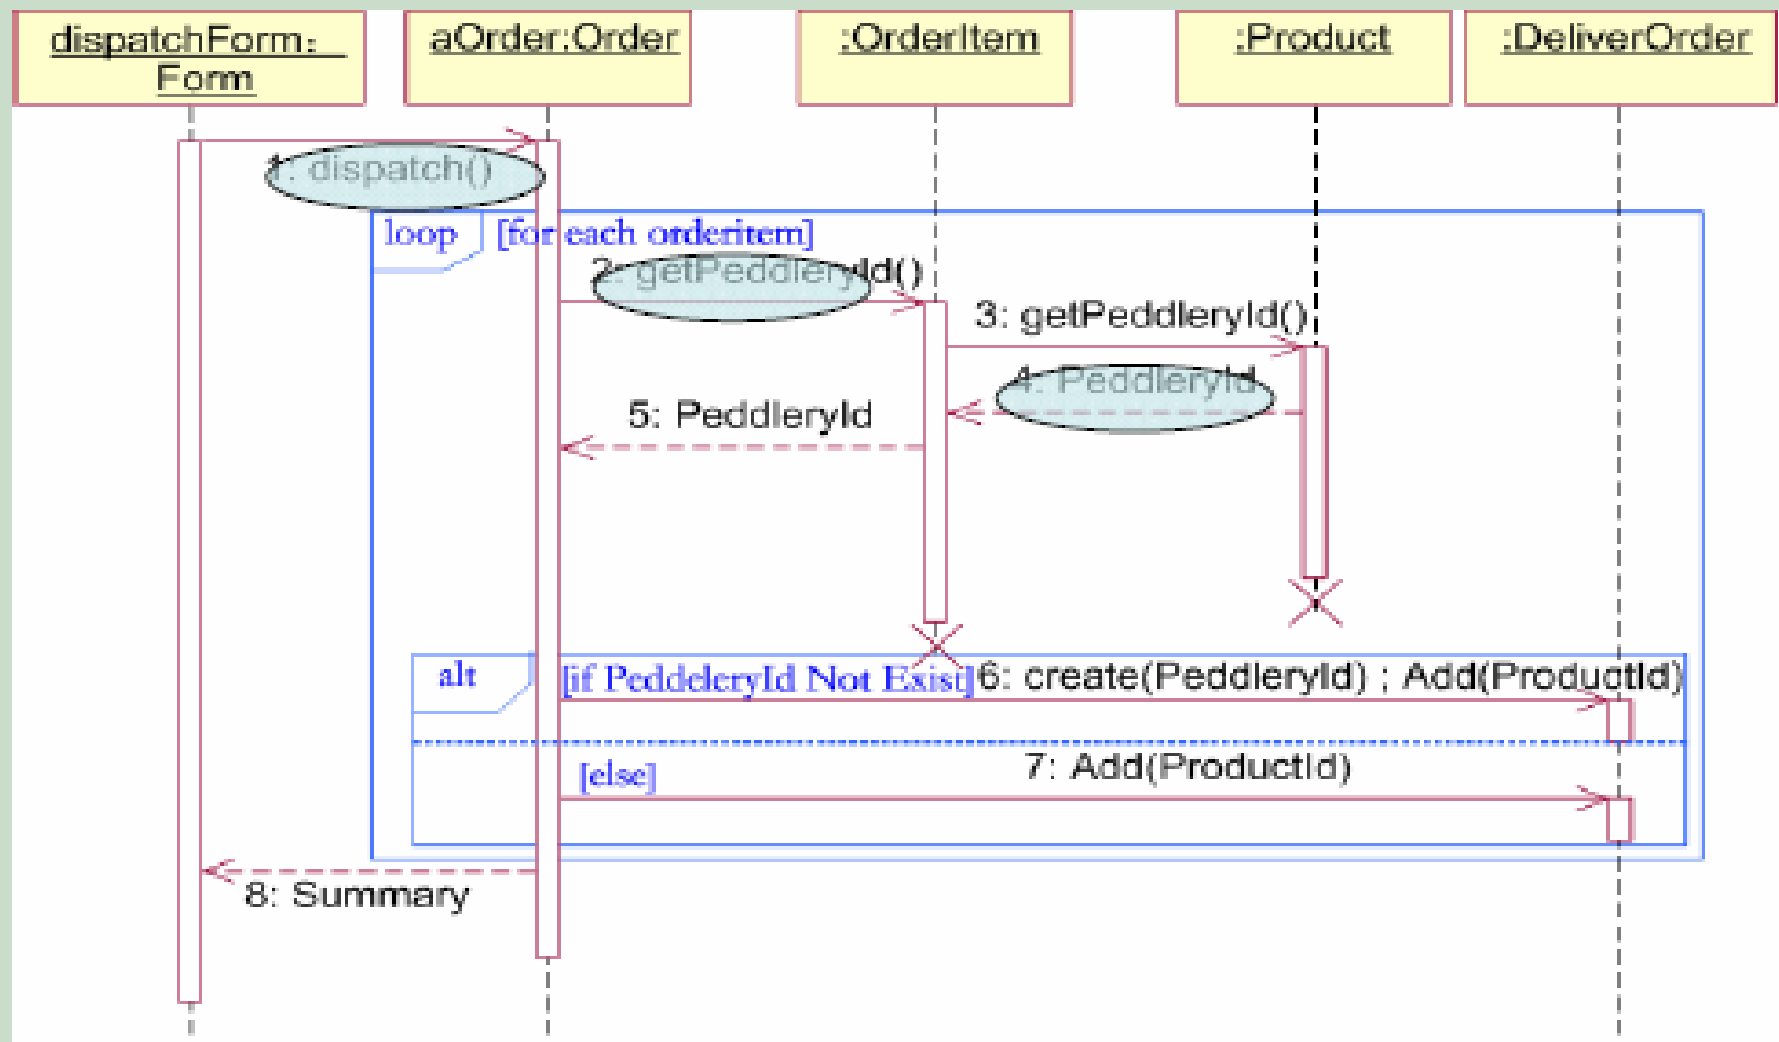 dispatchForm:
Form
aOrder:Order
:OrderItem
:Product
:DeliverOrder
1: dispatch()
loop [for each orderitem]
2: getPeddleryId()
3: getPeddleryId()
4: PeddleryId
5: PeddleryId
alt [if PeddeleryId Not Exist] 6: create(PeddleryId) ; Add(ProductId)
[else] 7: Add(ProductId)
8: Summary